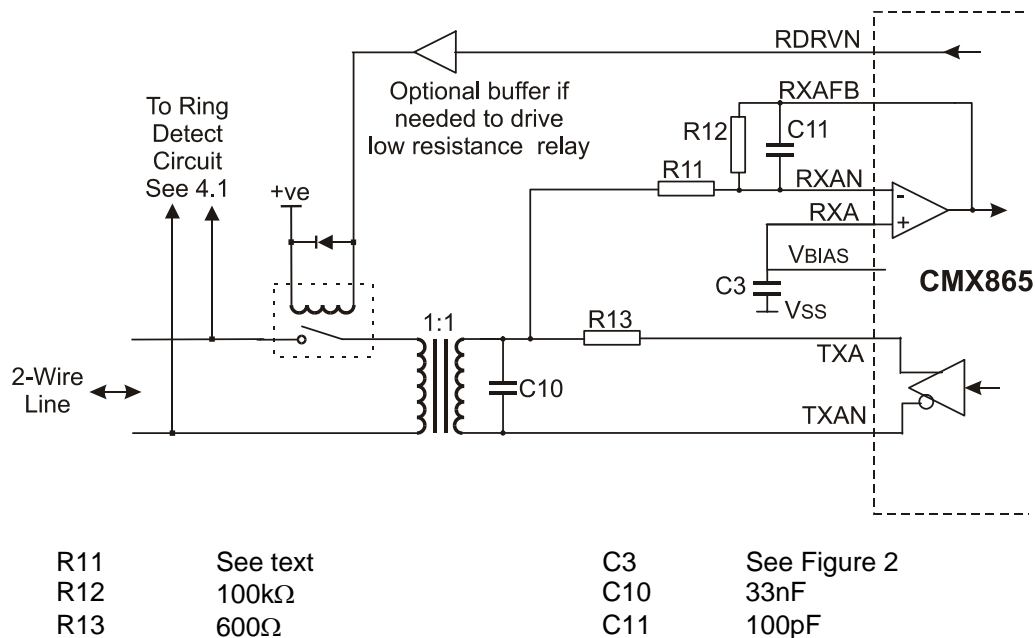 RDRVN
Optional buffer if
needed to drive
low resistance relay
To Ring
Detect
Circuit
See 4.1
+ve
RXAFB
R12
C11
R11
RXAN
-
RXA
+
VBIAS
C3
VSS
CMX865
1:1
R13
TXA
C10
2-Wire
Line
TXAN
R11 See text C3 See Figure 2
R12 100kΩ C10 33nF
R13 600Ω C11 100pF